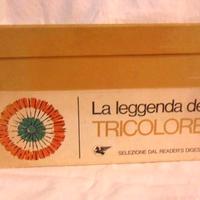 La leggenda de
TRICOLORE
SELEZIONE DAL READER'S DIGES